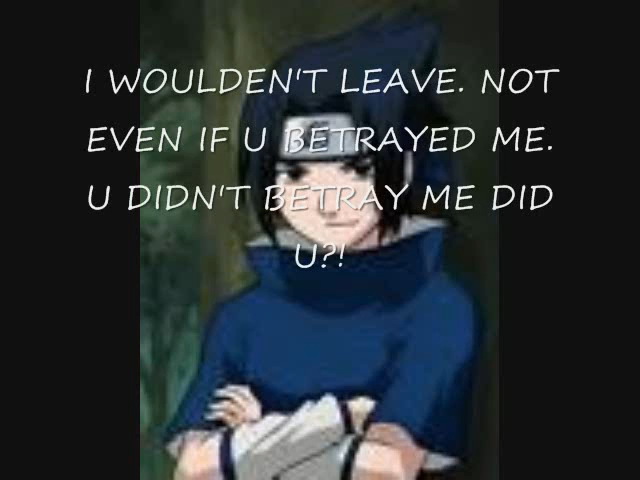 I WOULDEN'T LEAVE. NOT
EVEN IF U BETRAYED ME.
U DIDN'T BETRAY ME DID
U?!